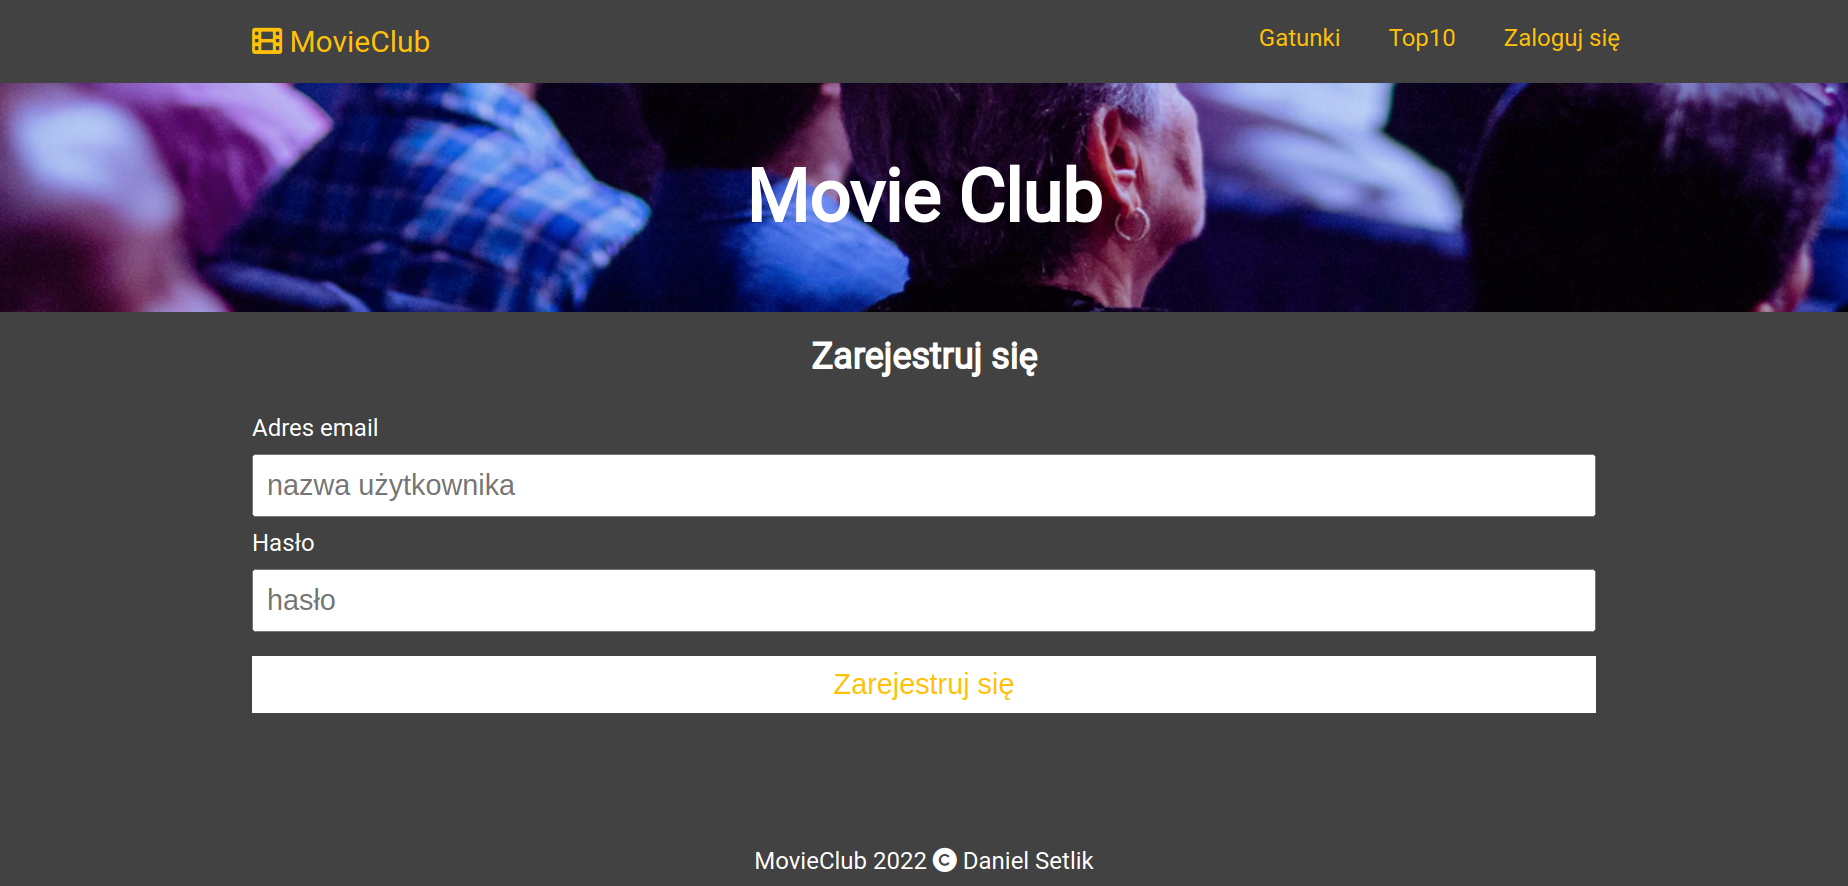 MovieClub
Gatunki Top10 Zaloguj się
Movie Club
Zarejestruj się
Adres email
nazwa użytkownika
Hasło
hasło
Zarejestruj się
MovieClub 2022 © Daniel Setlik